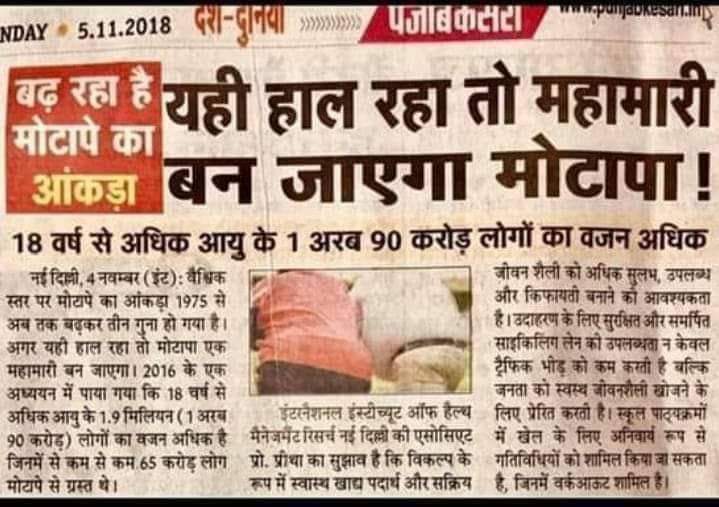 NDAY • 5.11.2018
देश-दुनिया
पंजाब केसरी
www.punjabkesari.in
बढ़ रहा है
मोटापे का
आंकड़ा
यही हाल रहा तो महामारी
बन जाएगा मोटापा!
18 वर्ष से अधिक आयु के 1 अरब 90 करोड़ लोगों का वजन अधिक
नई दिल्ली, 4 नवम्बर (इंट): वैश्विक
स्तर पर मोटापे का आंकड़ा 1975 से
अब तक बढ़कर तीन गुना हो गया है।
अगर यही हाल रहा तो मोटापा एक
महामारी बन जाएगा। 2016 के एक
अध्ययन में पाया गया कि 18 वर्ष से
अधिक आयु के 1.9 मिलियन (1 अरब
90 करोड़) लोगों का वजन अधिक है
जिनमें से कम से कम 65 करोड़ लोग
मोटापे से ग्रस्त थे।
इंटरनैशनल इंस्टीच्यूट ऑफ हैल्थ
मैनेजमैंट रिसर्च नई दिल्ली की एसोसिएट
प्रो. प्रीथा का सुझाव है कि विकल्प के
रूप में स्वास्थ खाद्य पदार्थ और सक्रिय
जीवन शैली को अधिक सुलभ, उपलब्ध
और किफायती बनाने की आवश्यकता
है। उदाहरण के लिए सुरक्षित और समर्पित
साइकिलिंग लेन की उपलब्धता न केवल
ट्रैफिक भीड़ को कम करती है बल्कि
जनता को स्वस्थ जीवनशैली खोजने के
लिए प्रेरित करती है। स्कूल पाठ्यक्रमों
में खेल के लिए अनिवार्य रूप से
गतिविधियों को शामिल किया जा सकता
है, जिनमें वर्कआऊट शामिल है।